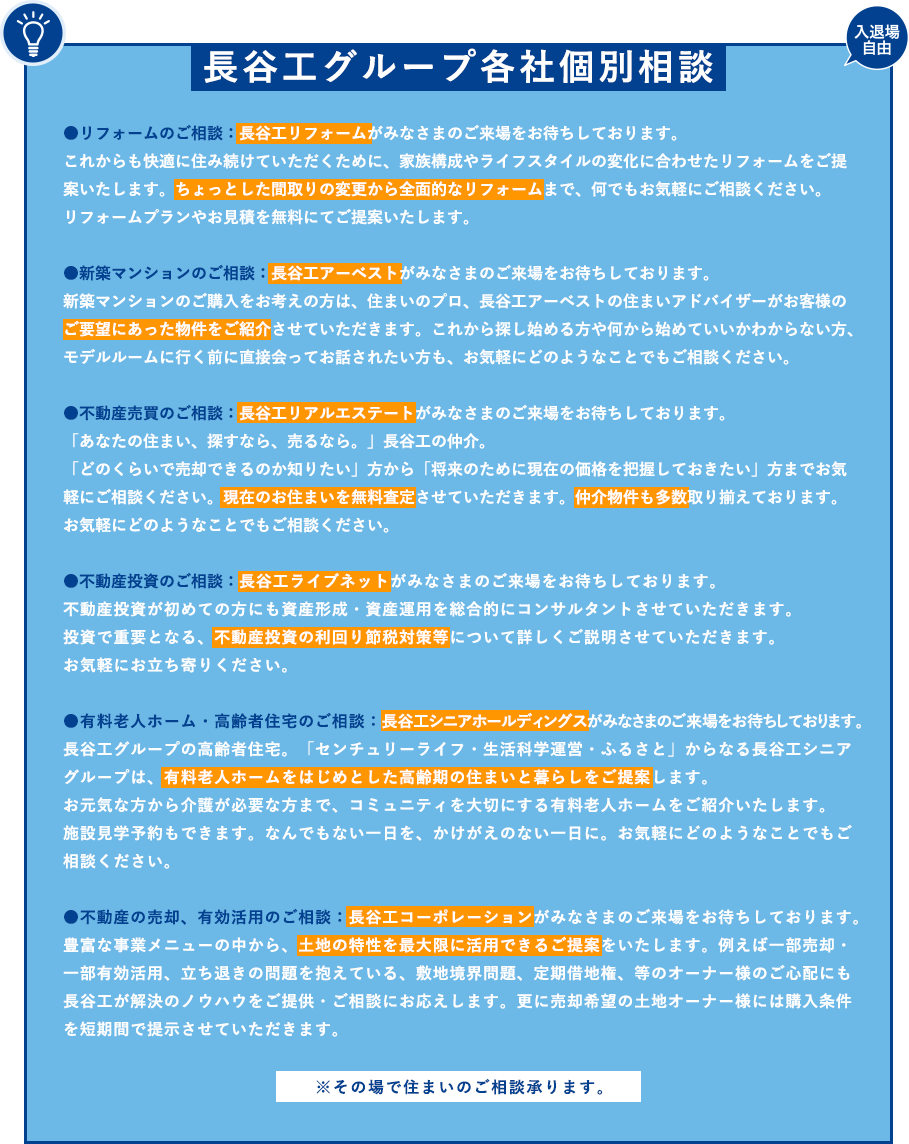 入退場
自由
長谷工グループ各社個別相談
●リフォームのご相談：長谷工リフォームがみなさまのご来場をお待ちしております。
これからも快適に住み続けていただくために、家族構成やライフスタイルの変化に合わせたリフォームをご提
案いたします。ちょっとした間取りの変更から全面的なリフォームまで、何でもお気軽にご相談ください。
リフォームプランやお見積を無料にてご提案いたします。
●新築マンションのご相談：長谷工アーベストがみなさまのご来場をお待ちしております。
新築マンションのご購入をお考えの方は、住まいのプロ、長谷工アーベストの住まいアドバイザーがお客様の
ご要望にあった物件をご紹介させていただきます。これから探し始める方や何から始めていいかわからない方、
モデルルームに行く前に直接会ってお話されたい方も、お気軽にどのようなことでもご相談ください。
●不動産売買のご相談：長谷工リアルエステートがみなさまのご来場をお待ちしております。
「あなたの住まい、探すなら、売るなら。」長谷工の仲介。
「どのくらいで売却できるのか知りたい」方から「将来のために現在の価格を把握しておきたい」方までお気
軽にご相談ください。現在のお住まいを無料査定させていただきます。仲介物件も多数取り揃えております。
お気軽にどのようなことでもご相談ください。
●不動産投資のご相談：長谷工ライブネットがみなさまのご来場をお待ちしております。
不動産投資が初めての方にも資産形成・資産運用を総合的にコンサルタントさせていただきます。
投資で重要となる、不動産投資の利回り節税対策等について詳しくご説明させていただきます。
お気軽にお立ち寄りください。
●有料老人ホーム・高齢者住宅のご相談：長谷工シニアホールディングスがみなさまのご来場をお待ちしております。
長谷工グループの高齢者住宅。「センチュリーライフ・生活科学運営・ふるさと」からなる長谷工シニア
グループは、有料老人ホームをはじめとした高齢期の住まいと暮らしをご提案します。
お元気な方から介護が必要な方まで、コミュニティを大切にする有料老人ホームをご紹介いたします。
施設見学予約もできます。なんでもない一日を、かけがえのない一日に。お気軽にどのようなことでもご
相談ください。
●不動産の売却、有効活用のご相談：長谷工コーポレーションがみなさまのご来場をお待ちしております。
豊富な事業メニューの中から、土地の特性を最大限に活用できるご提案をいたします。例えば一部売却・
一部有効活用、立ち退きの問題を抱えている、敷地境界問題、定期借地権、等のオーナー様のご心配にも
長谷工が解決のノウハウをご提供・ご相談にお応えします。更に売却希望の土地オーナー様には購入条件
を短期間で提示させていただきます。
※その場で住まいのご相談承ります。